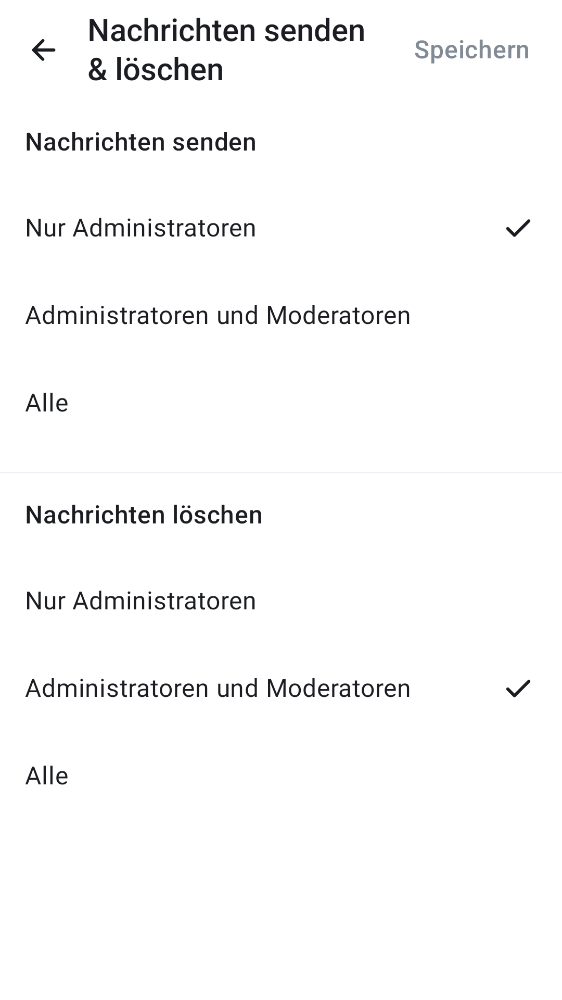 Nachrichten senden
& löschen
Speichern
Nachrichten senden
Nur Administratoren
Administratoren und Moderatoren
Alle
Nachrichten löschen
Nur Administratoren
Administratoren und Moderatoren
Alle